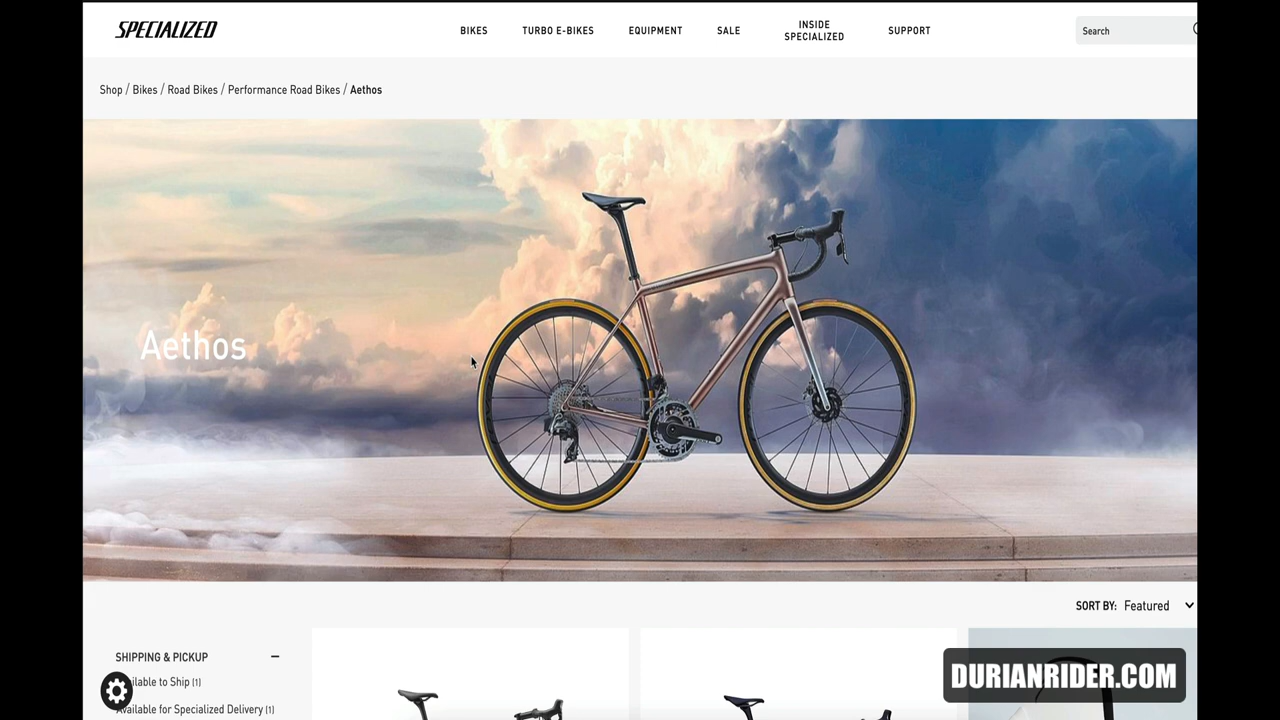 SPECIALIZED
BIKES TURBO E-BIKES EQUIPMENT SALE INSIDE SPECIALIZED SUPPORT
Search
Shop / Bikes / Road Bikes / Performance Road Bikes / Aethos
Aethos
SORT BY: Featured
SHIPPING & PICKUP
ilable to Ship (1)
Available for Specialized Delivery (1)
DURIANRIDER.COM